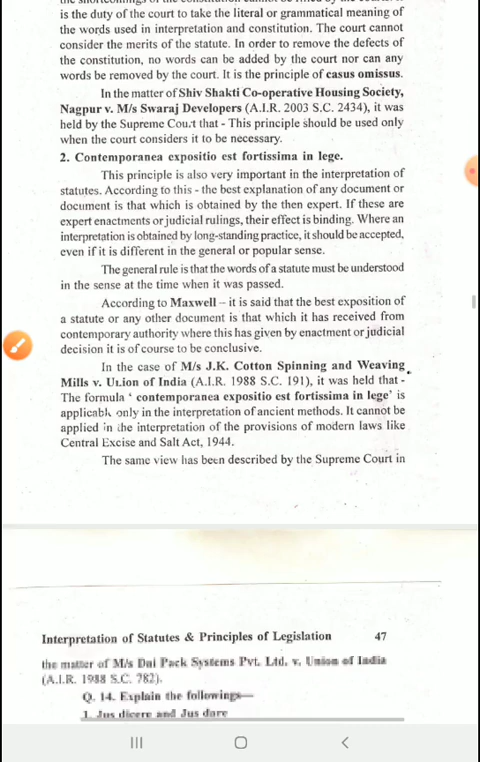 is the duty of the court to take the literal or grammatical meaning of
the words used in interpretation and constitution. The court cannot
consider the merits of the statute. In order to remove the defects of
the constitution, no words can be added by the court nor can any
words be removed by the court. It is the principle of casus omissus.
In the matter of Shiv Shakti Co-operative Housing Society,
Nagpur v. M/s Swaraj Developers (A.I.R. 2003 S.C. 2434), it was
held by the Supreme Court that - This principle should be used only
when the court considers it to be necessary.
2. Contemporanea expositio est fortissima in lege.
This principle is also very important in the interpretation of
statutes. According to this - the best explanation of any document or
document is that which is obtained by the then expert. If these are
expert enactments or judicial rulings, their effect is binding. Where an
interpretation is obtained by long-standing practice, it should be accepted,
even if it is different in the general or popular sense.
The general rule is that the words of a statute must be understood
in the sense at the time when it was passed.
According to Maxwell – it is said that the best exposition of
a statute or any other document is that which it has received from
contemporary authority where this has given by enactment or judicial
decision it is of course to be conclusive.
In the case of M/s J.K. Cotton Spinning and Weaving
Mills v. Union of India (A.I.R. 1988 S.C. 191), it was held that -
The formula ‘ contemporanea expositio est fortissima in lege’ is
applicable only in the interpretation of ancient methods. It cannot be
applied in the interpretation of the provisions of modern laws like
Central Excise and Salt Act, 1944.
The same view has been described by the Supreme Court in
Interpretation of Statutes & Principles of Legislation 47
the matter of M/s Dai Pack Systems Pvt. Ltd. v. Union of India
(A.I.R. 1988 S.C. 782).
Q. 14. Explain the followings—
1. Jus dicere and Jus dare